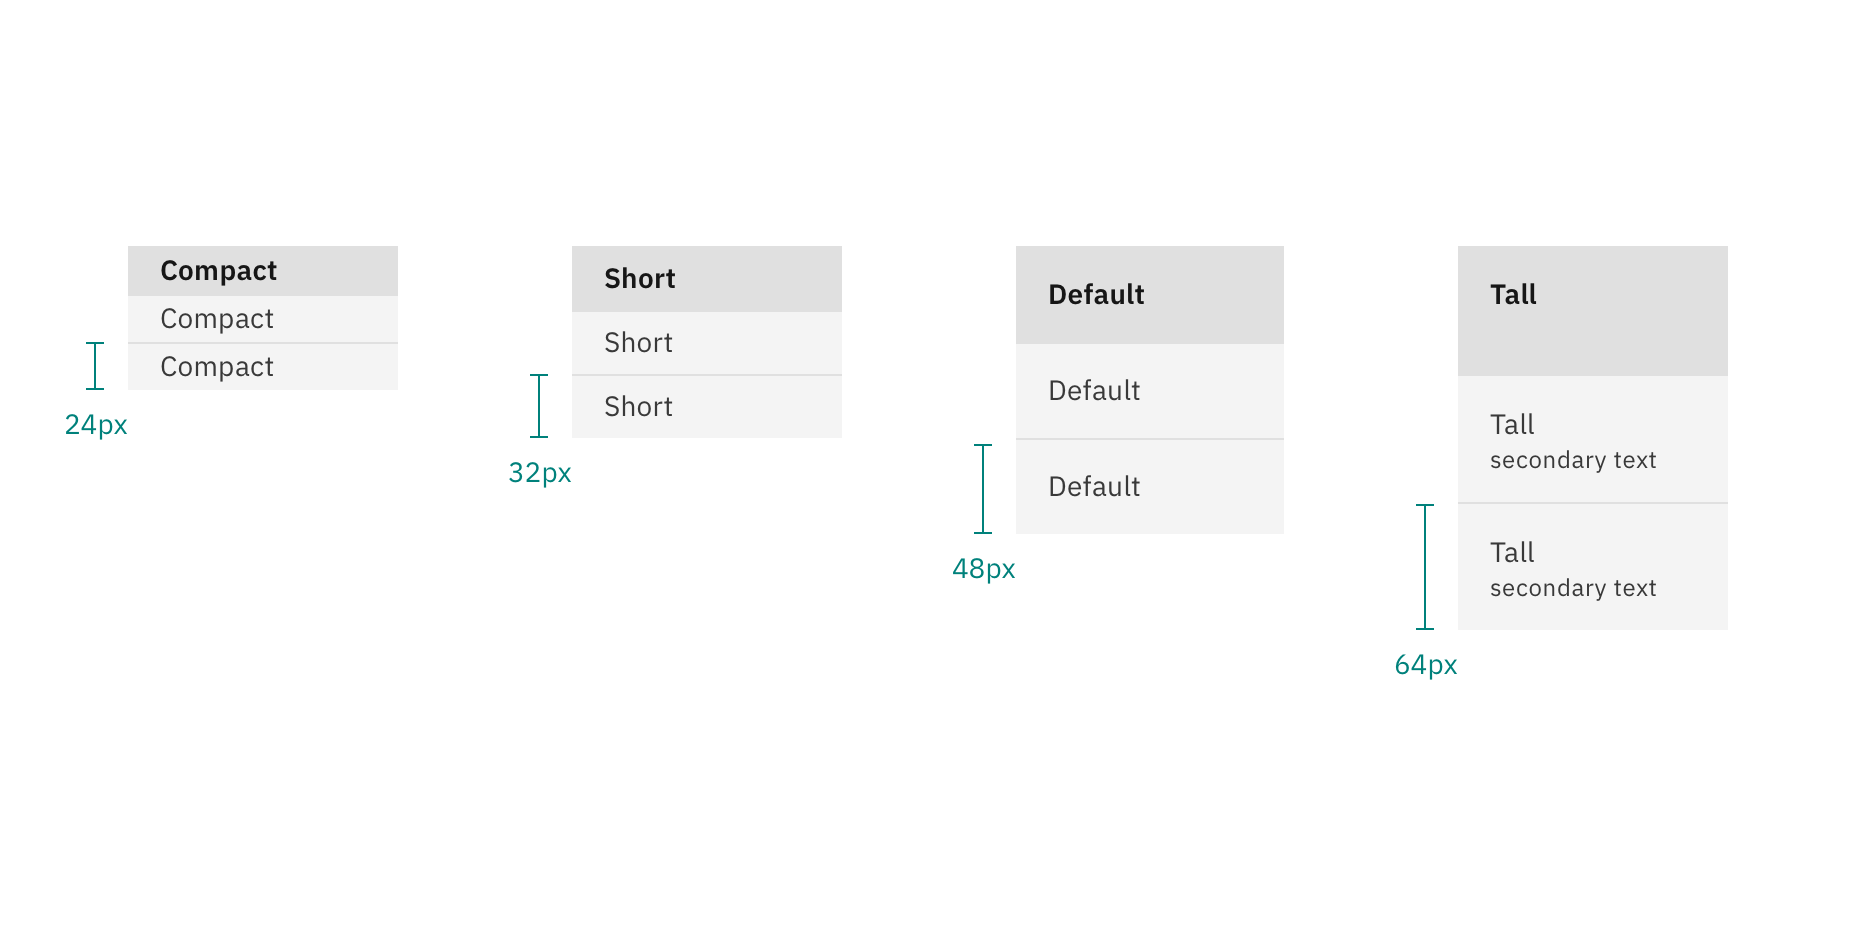 Compact
Compact
Compact
24px
Short
Short
Short
32px
Default
Default
Default
48px
Tall
Tall
secondary text
Tall
secondary text
64px